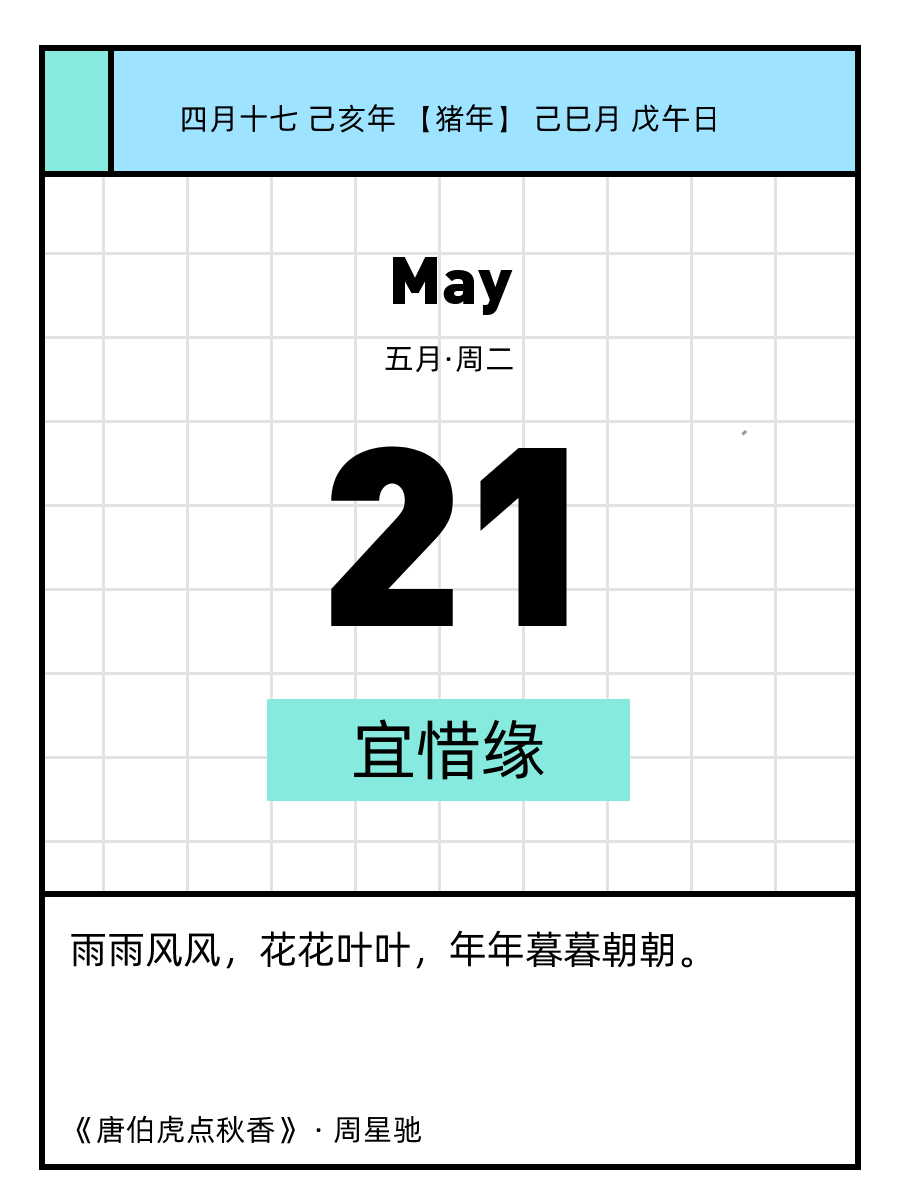 四月十七 己亥年 【猪年】 己巳月 戊午日
May
五月·周二
21
宜惜缘
雨雨风风，花花叶叶，年年暮暮朝朝。
《唐伯虎点秋香》 · 周星驰